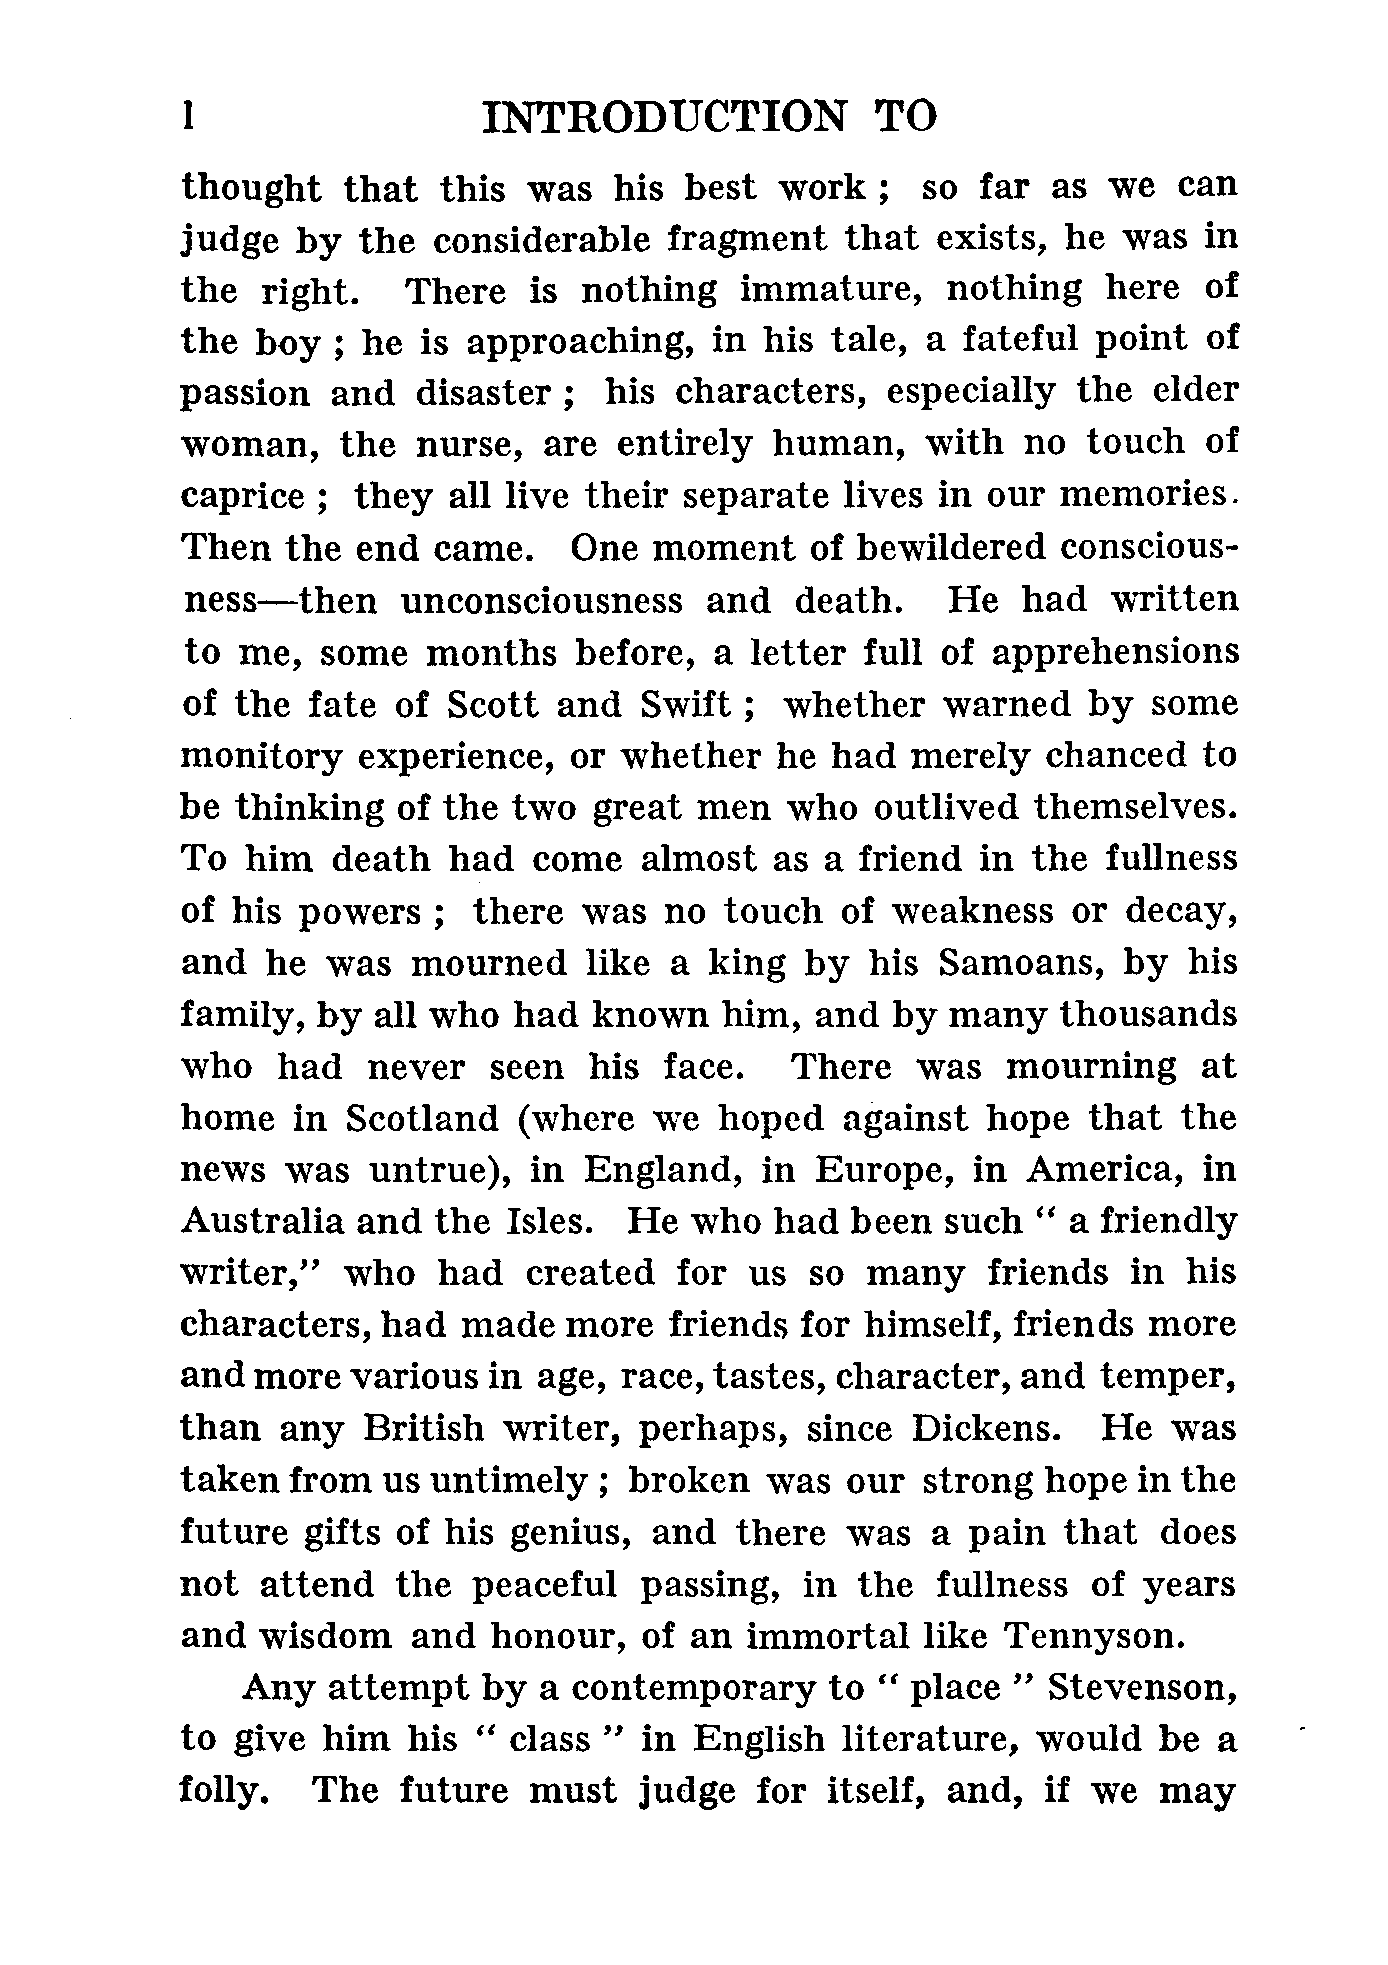 l INTRODUCTION TO
thought that this was his best work ; so far as we can
judge by the considerable fragment that exists, he was in
the right. There is nothing immature, nothing here of
the boy ; he is approaching, in his tale, a fateful point of
passion and disaster ; his characters, especially the elder
woman, the nurse, are entirely human, with no touch of
caprice ; they all live their separate lives in our memories.
Then the end came. One moment of bewildered conscious-
ness—then unconsciousness and death. He had written
to me, some months before, a letter full of apprehensions
of the fate of Scott and Swift ; whether warned by some
monitory experience, or whether he had merely chanced to
be thinking of the two great men who outlived themselves.
To him death had come almost as a friend in the fullness
of his powers ; there was no touch of weakness or decay,
and he was mourned like a king by his Samoans, by his
family, by all who had known him, and by many thousands
who had never seen his face. There was mourning at
home in Scotland (where we hoped against hope that the
news was untrue), in England, in Europe, in America, in
Australia and the Isles. He who had been such “ a friendly
writer,” who had created for us so many friends in his
characters, had made more friends for himself, friends more
and more various in age, race, tastes, character, and temper,
than any British writer, perhaps, since Dickens. He was
taken from us untimely ; broken was our strong hope in the
future gifts of his genius, and there was a pain that does
not attend the peaceful passing, in the fullness of years
and wisdom and honour, of an immortal like Tennyson.
Any attempt by a contemporary to “ place ” Stevenson,
to give him his “ class ” in English literature, would be a
folly. The future must judge for itself, and, if we may